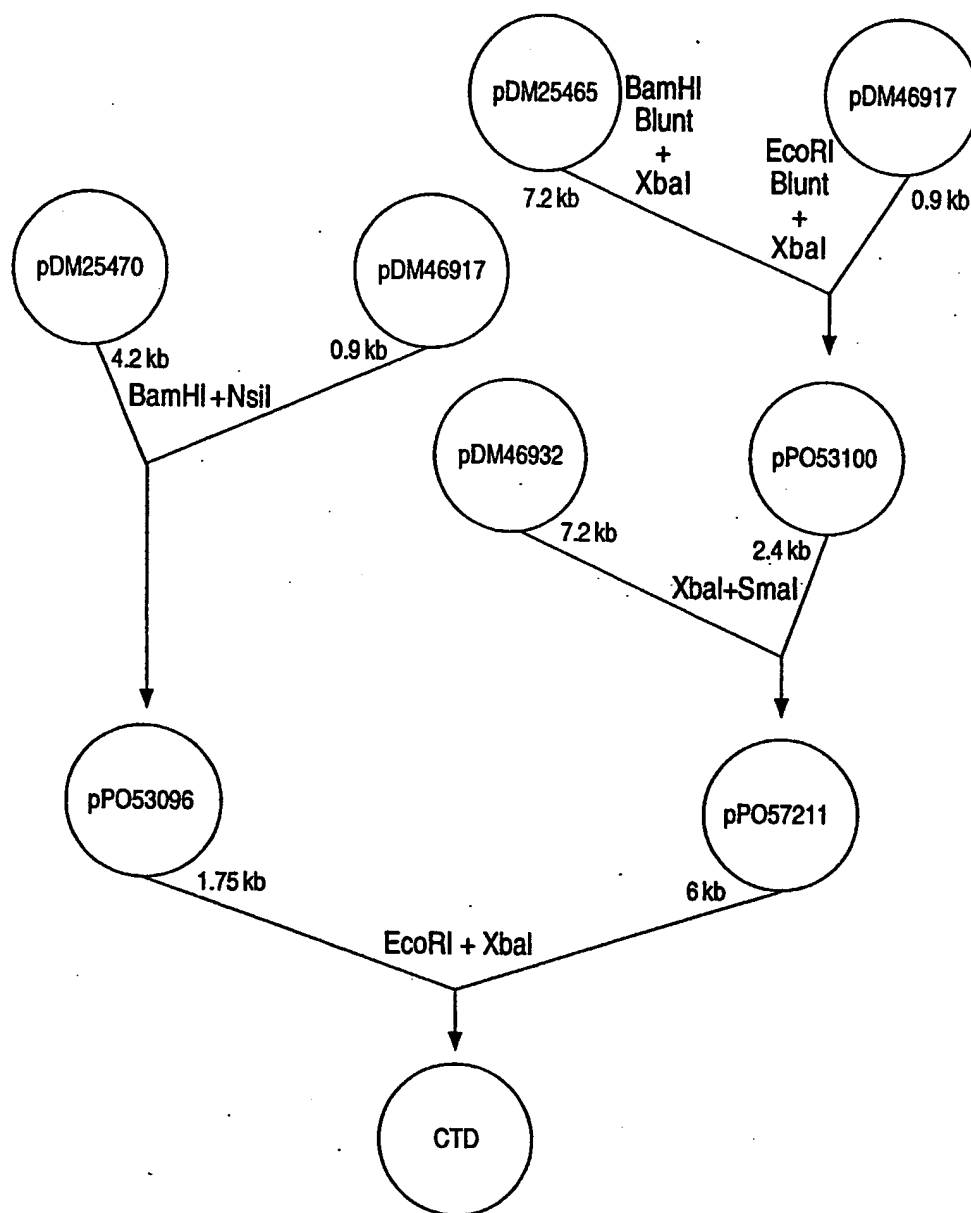 pDM25465
BamHI
Blunt
+
XbaI
pDM46917
EcoRI
Blunt
+
XbaI
7.2 kb
0.9 kb
pDM25470
pDM46917
4.2 kb
0.9 kb
BamHI + NsiI
pDM46932
pPO53100
7.2 kb
2.4 kb
XbaI+SmaI
pPO53096
pPO57211
1.75 kb
6 kb
EcoRI + XbaI
CTD